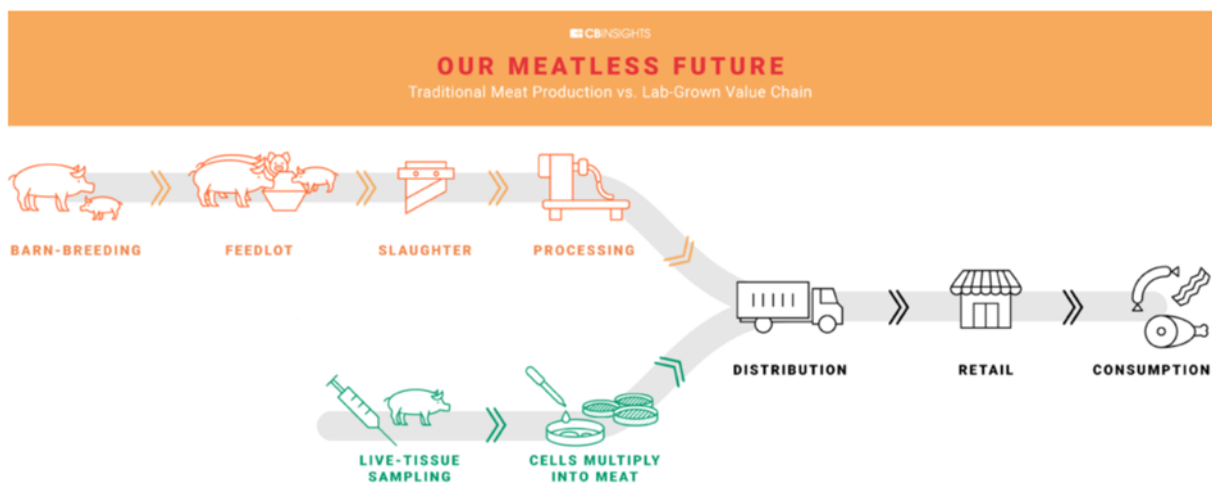 CBINSIGHTS
OUR MEATLESS FUTURE
Traditional Meat Production vs. Lab-Grown Value Chain
BARN-BREEDING
FEEDLOT
SLAUGHTER
PROCESSING
DISTRIBUTION
RETAIL
CONSUMPTION
LIVE-TISSUE
SAMPLING
CELLS MULTIPLY
INTO MEAT